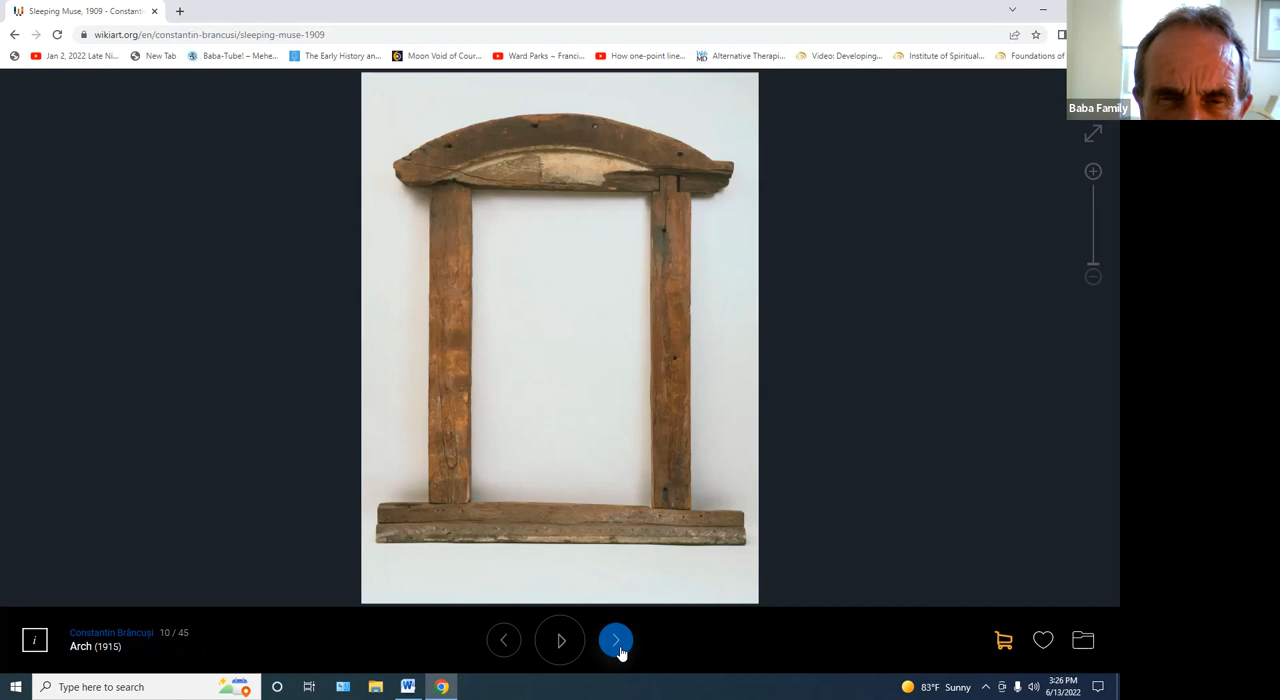 Sleeping Muse, 1909 - Constanti
wikiart.org/en/constantin-brancusi/sleeping-muse-1909
Jan 2, 2022 Late Ni...
New Tab
Baba-Tube! ~ Mehe...
The Early History an...
Moon Void of Cour...
Ward Parks ~ Franci...
How one-point line...
Alternative Therapi...
Video: Developing...
Institute of Spiritual...
Foundations of
Baba Family
i
Constantin Brâncuși 10 / 45
Arch (1915)
Type here to search
83°F Sunny
3:26 PM
6/13/2022